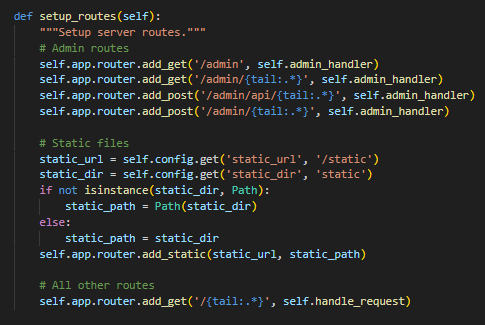 def setup_routes(self):
    """Setup server routes."""
    # Admin routes
    self.app.router.add_get('/admin', self.admin_handler)
    self.app.router.add_get('/admin/{tail:.*}', self.admin_handler)
    self.app.router.add_post('/admin/api/{tail:.*}', self.admin_handler)
    self.app.router.add_post('/admin/{tail:.*}', self.admin_handler)

    # Static files
    static_url = self.config.get('static_url', '/static')
    static_dir = self.config.get('static_dir', 'static')
    if not isinstance(static_dir, Path):
        static_path = Path(static_dir)
    else:
        static_path = static_dir
    self.app.router.add_static(static_url, static_path)

    # All other routes
    self.app.router.add_get('/{tail:.*}', self.handle_request)